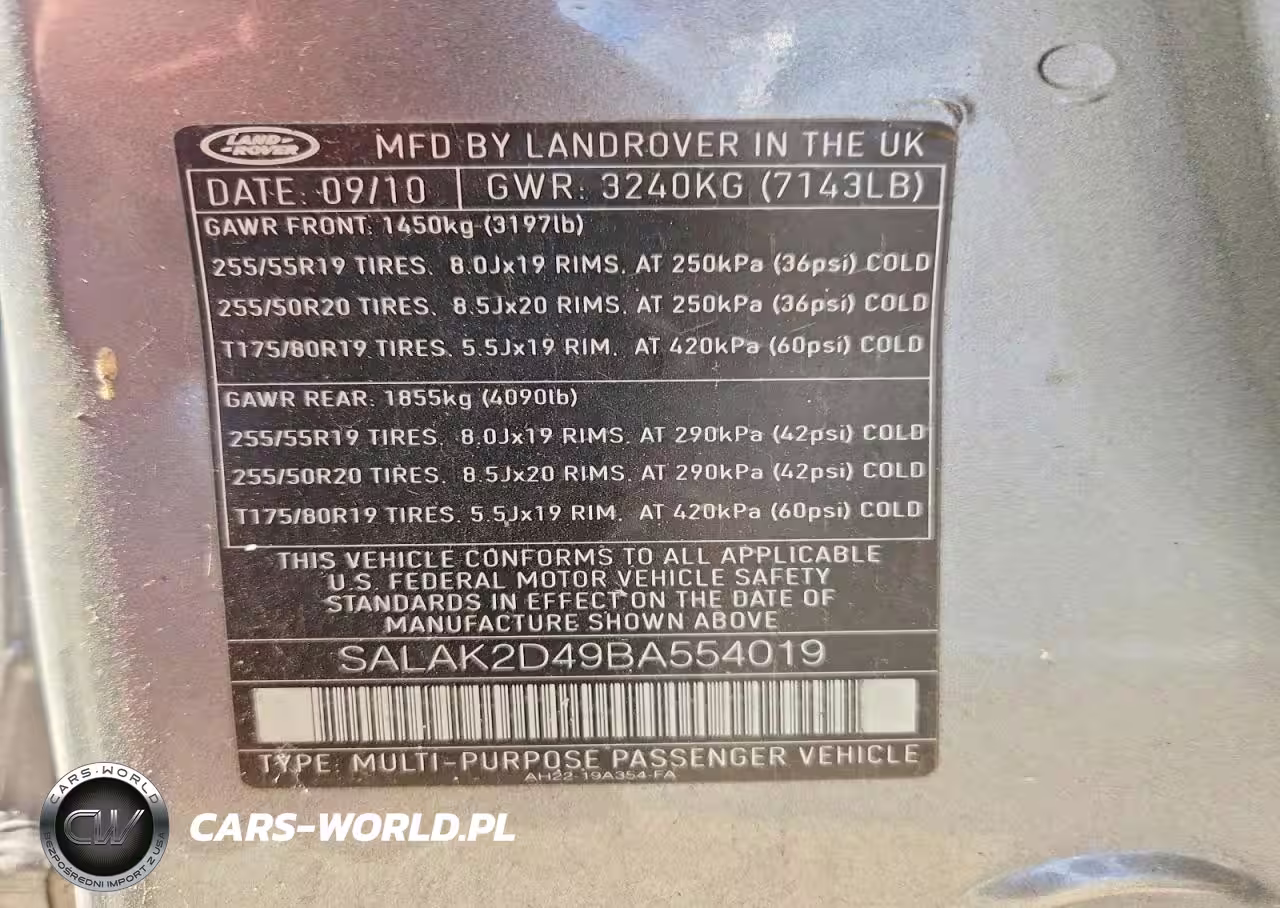 LAND
-ROVER
MFD BY LANDROVER IN THE UK
DATE: 09/10 GWR: 3240KG (7143LB)
GAWR FRONT: 1450kg (3197lb)
255/55R19 TIRES. 8.0Jx19 RIMS. AT 250kPa (36psi) COLD
255/50R20 TIRES. 8.5Jx20 RIMS. AT 250kPa (36psi) COLD
T175/80R19 TIRES. 5.5Jx19 RIM. AT 420kPa (60psi) COLD
GAWR REAR: 1855kg (4090lb)
255/55R19 TIRES. 8.0Jx19 RIMS. AT 290kPa (42psi) COLD
255/50R20 TIRES. 8.5Jx20 RIMS. AT 290kPa (42psi) COLD
T175/80R19 TIRES. 5.5Jx19 RIM. AT 420kPa (60psi) COLD
THIS VEHICLE CONFORMS TO ALL APPLICABLE
U.S. FEDERAL MOTOR VEHICLE SAFETY
STANDARDS IN EFFECT ON THE DATE OF
MANUFACTURE SHOWN ABOVE
SALAK2D49BA554019
TYPE: MULTI-PURPOSE PASSENGER VEHICLE
AH22-19A354-FA
CARS-WORLD
CW
BEZPOŚREDNI IMPORT Z USA
CARS-WORLD.PL